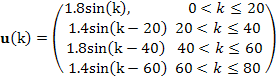 1.8sin(k), 0 < k ≤ 20
1.4sin(k−20) 20 < k ≤ 40
u(k) = 1.8sin(k−40) 40 < k ≤ 60
1.4sin(k−60) 60 < k ≤ 80